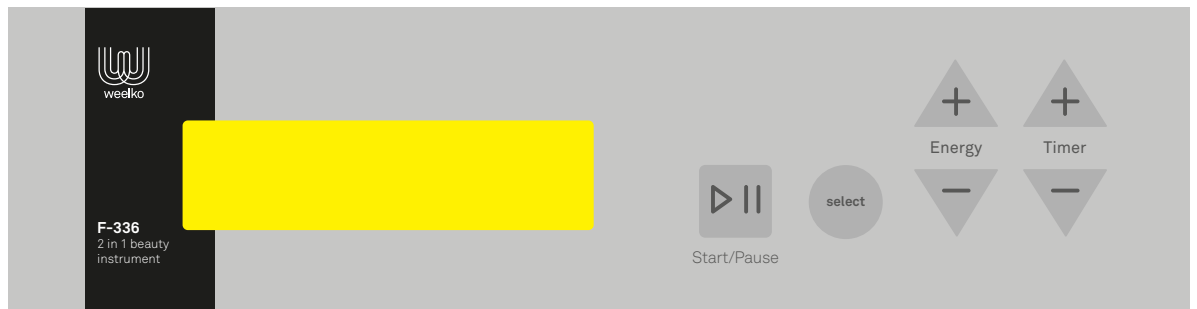 weelko
F-336
2 in 1 beauty
instrument
Start/Pause
select
+
Energy
−
+
Timer
−